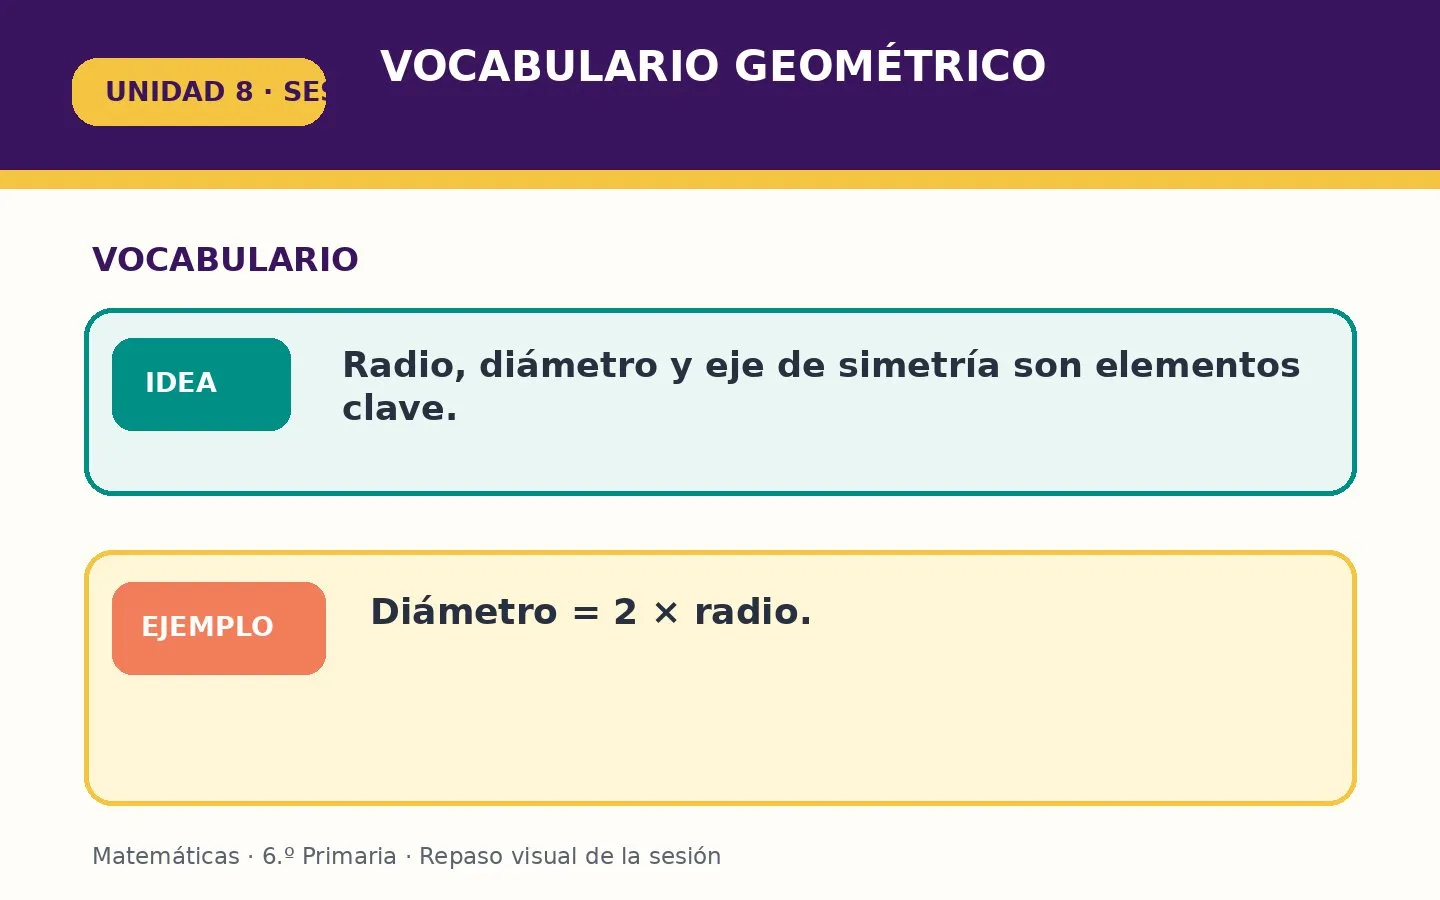 UNIDAD 8 · SES
VOCABULARIO GEOMÉTRICO
VOCABULARIO
IDEA
Radio, diámetro y eje de simetría son elementos
clave.
EJEMPLO
Diámetro = 2 × radio.
Matemáticas · 6.º Primaria · Repaso visual de la sesión